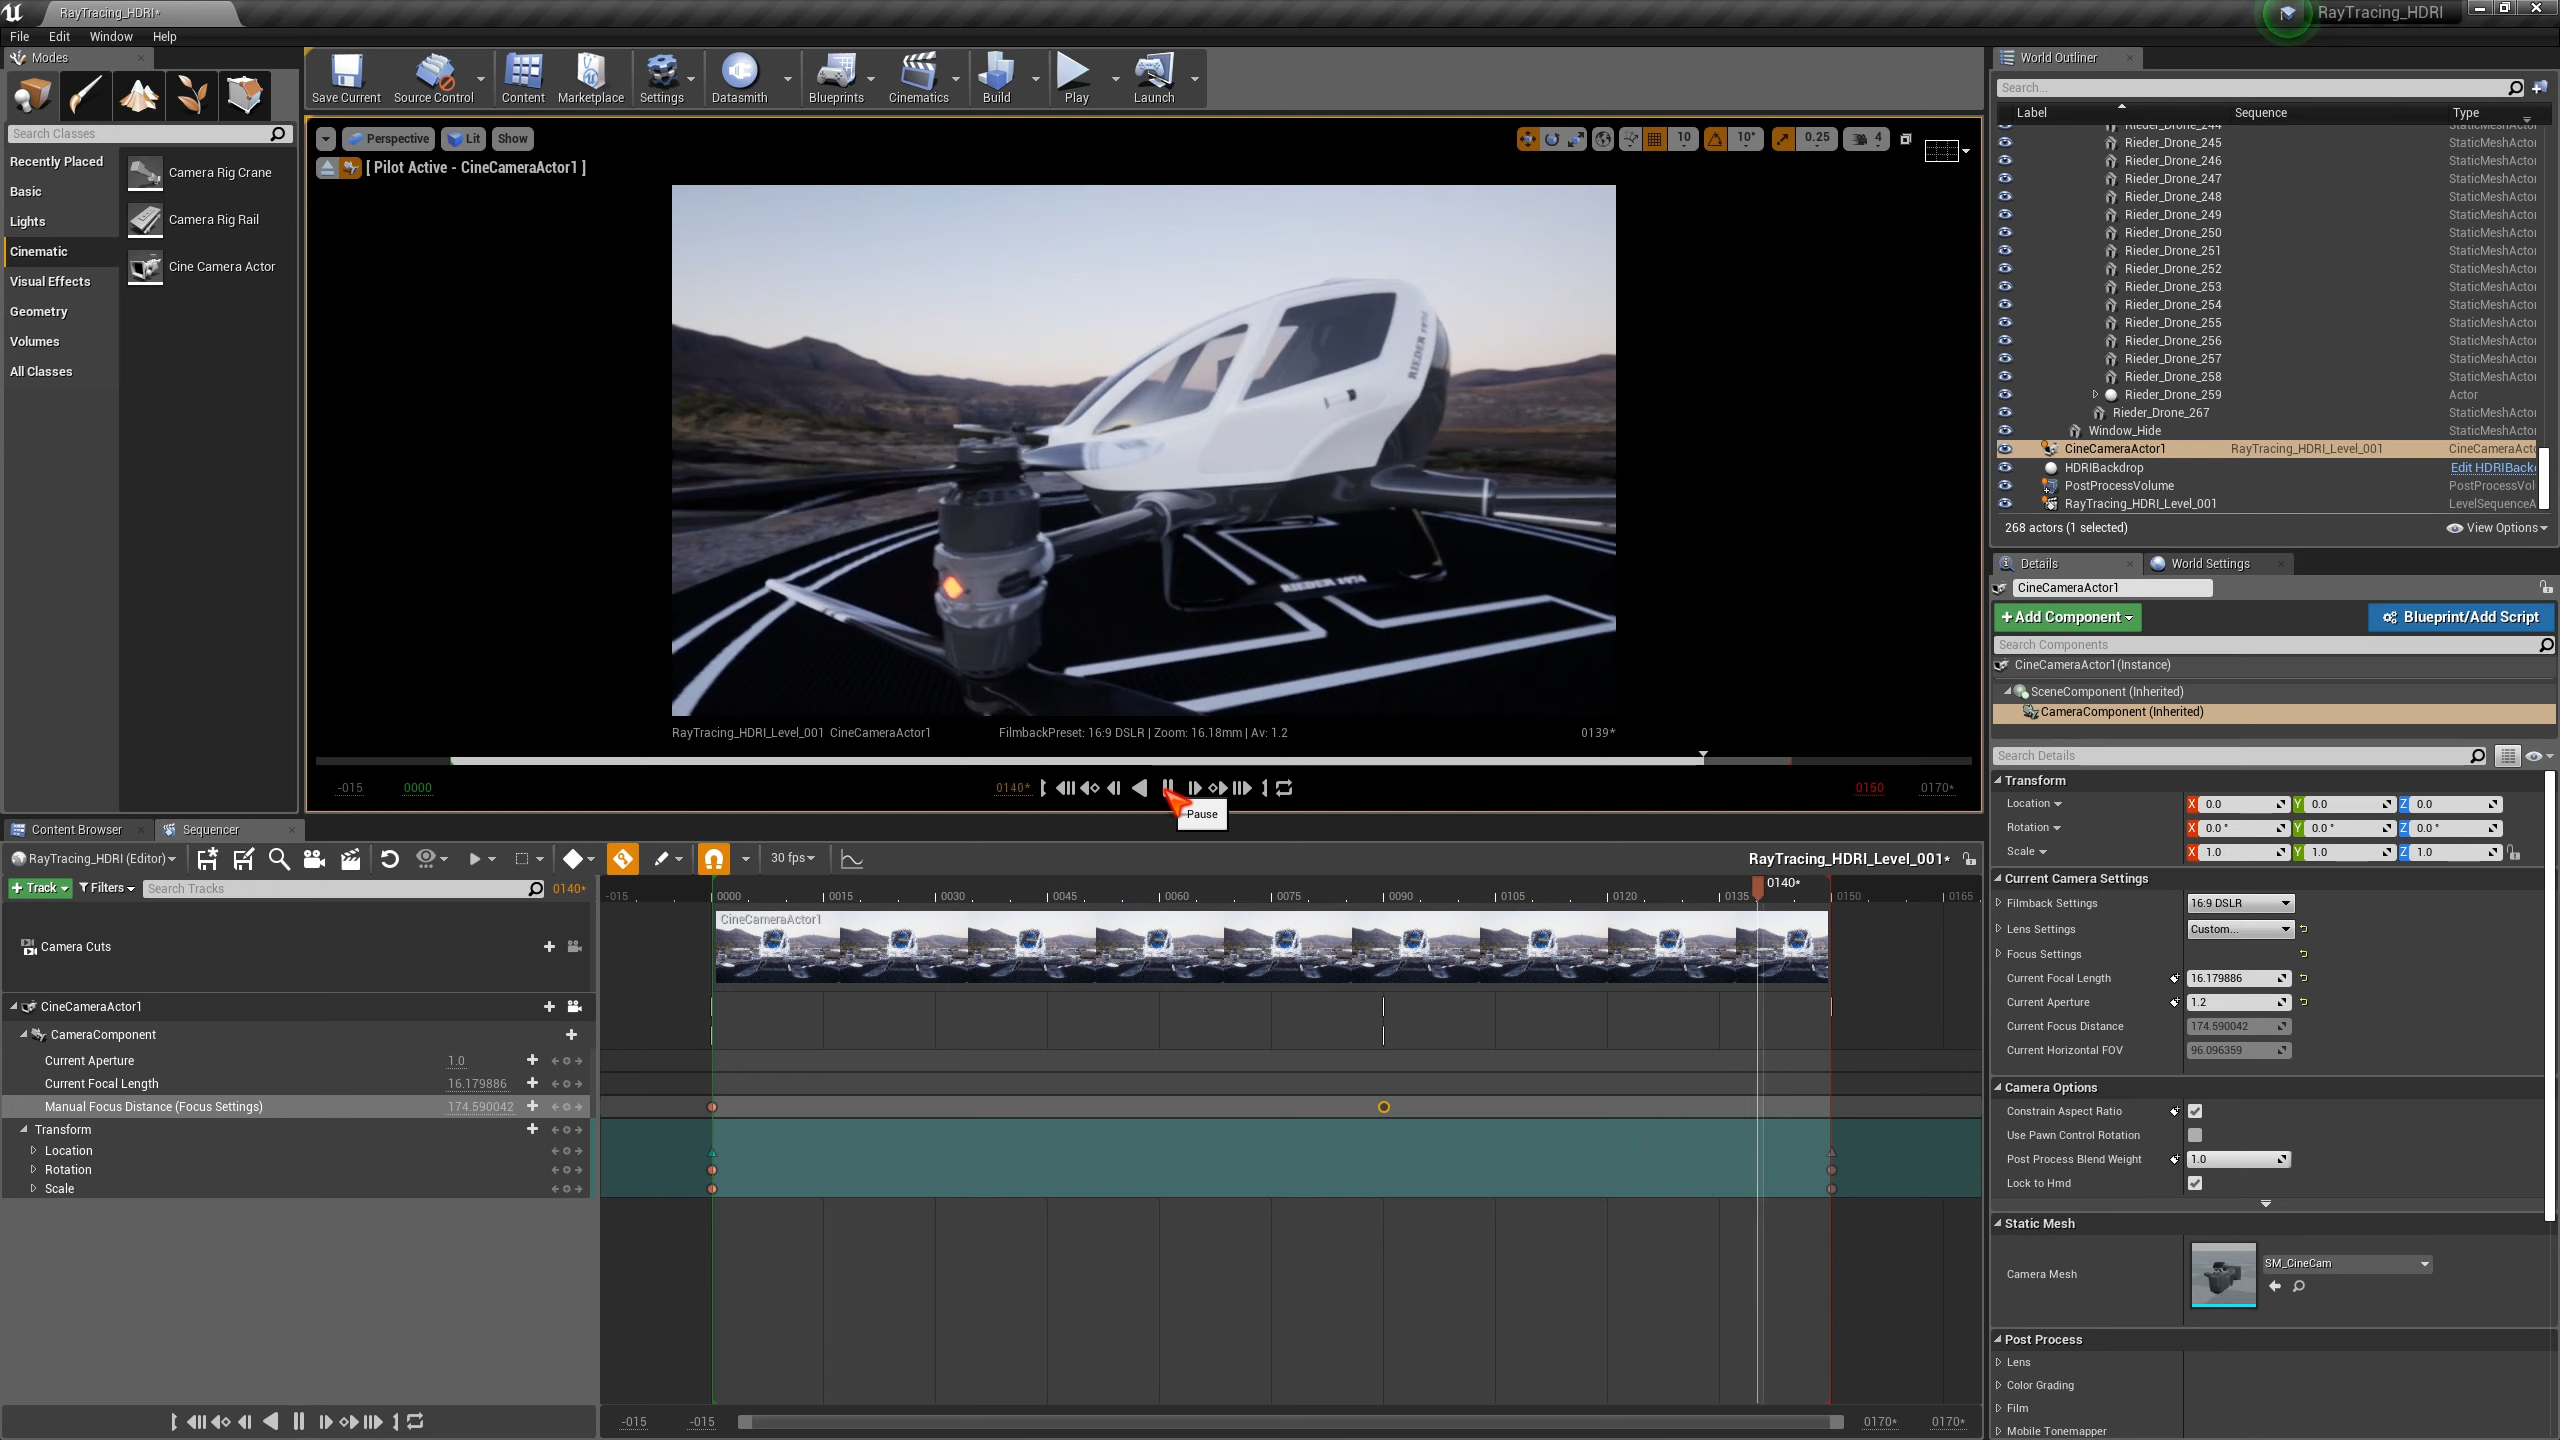 RayTracing_HDRI*
RayTracing_HDRI
File Edit Window Help
Modes
Search Classes
Recently Placed
Basic
Lights
Cinematic
Visual Effects
Geometry
Volumes
All Classes
Camera Rig Crane
Camera Rig Rail
Cine Camera Actor
Save Current Source Control Content Marketplace Settings Datasmith Blueprints Cinematics Build Play Launch
Perspective Lit Show 10 10° 0.25 4
[ Pilot Active - CineCameraActor1 ]
RIEDER 1974
RIEDER 1974
RayTracing_HDRI_Level_001 CineCameraActor1 FilmbackPreset: 16:9 DSLR | Zoom: 16.18mm | Av: 1.2 0139*
-015 0000 0140* 0150 0170*
Pause
World Outliner
Search...
Label Sequence Type
Rieder_Drone_244 StaticMeshActor
Rieder_Drone_245 StaticMeshActor
Rieder_Drone_246 StaticMeshActor
Rieder_Drone_247 StaticMeshActor
Rieder_Drone_248 StaticMeshActor
Rieder_Drone_249 StaticMeshActor
Rieder_Drone_250 StaticMeshActor
Rieder_Drone_251 StaticMeshActor
Rieder_Drone_252 StaticMeshActor
Rieder_Drone_253 StaticMeshActor
Rieder_Drone_254 StaticMeshActor
Rieder_Drone_255 StaticMeshActor
Rieder_Drone_256 StaticMeshActor
Rieder_Drone_257 StaticMeshActor
Rieder_Drone_258 StaticMeshActor
Rieder_Drone_259 Actor
Rieder_Drone_267 StaticMeshActor
Window_Hide StaticMeshActor
CineCameraActor1 RayTracing_HDRI_Level_001 CineCameraActo
HDRIBackdrop Edit HDRIBack
PostProcessVolume PostProcessVol
RayTracing_HDRI_Level_001 LevelSequenceA
268 actors (1 selected) View Options
Details World Settings
CineCameraActor1
+Add Component Blueprint/Add Script
Search Components
CineCameraActor1(Instance)
SceneComponent (Inherited)
CameraComponent (Inherited)
Search Details
Transform
Location X 0.0 Y 0.0 Z 0.0
Rotation X 0.0 ° Y 0.0 ° Z 0.0 °
Scale X 1.0 Y 1.0 Z 1.0
Current Camera Settings
Filmback Settings 16:9 DSLR
Lens Settings Custom...
Focus Settings
Current Focal Length 16.179886
Current Aperture 1.2
Current Focus Distance 174.590042
Current Horizontal FOV 96.096359
Camera Options
Constrain Aspect Ratio
Use Pawn Control Rotation
Post Process Blend Weight 1.0
Lock to Hmd
Static Mesh
Camera Mesh SM_CineCam
Post Process
Lens
Color Grading
Film
Mobile Tonemapper
Content Browser Sequencer
RayTracing_HDRI (Editor) 30 fps RayTracing_HDRI_Level_001*
+ Track Filters Search Tracks 0140*
-015 0000 0015 0030 0045 0060 0075 0090 0105 0120 0135 0140* 0150 0165
CineCameraActor1
Camera Cuts
CineCameraActor1
CameraComponent
Current Aperture 1.0
Current Focal Length 16.179886
Manual Focus Distance (Focus Settings) 174.590042
Transform
Location
Rotation
Scale
-015 -015 0170* 0170*